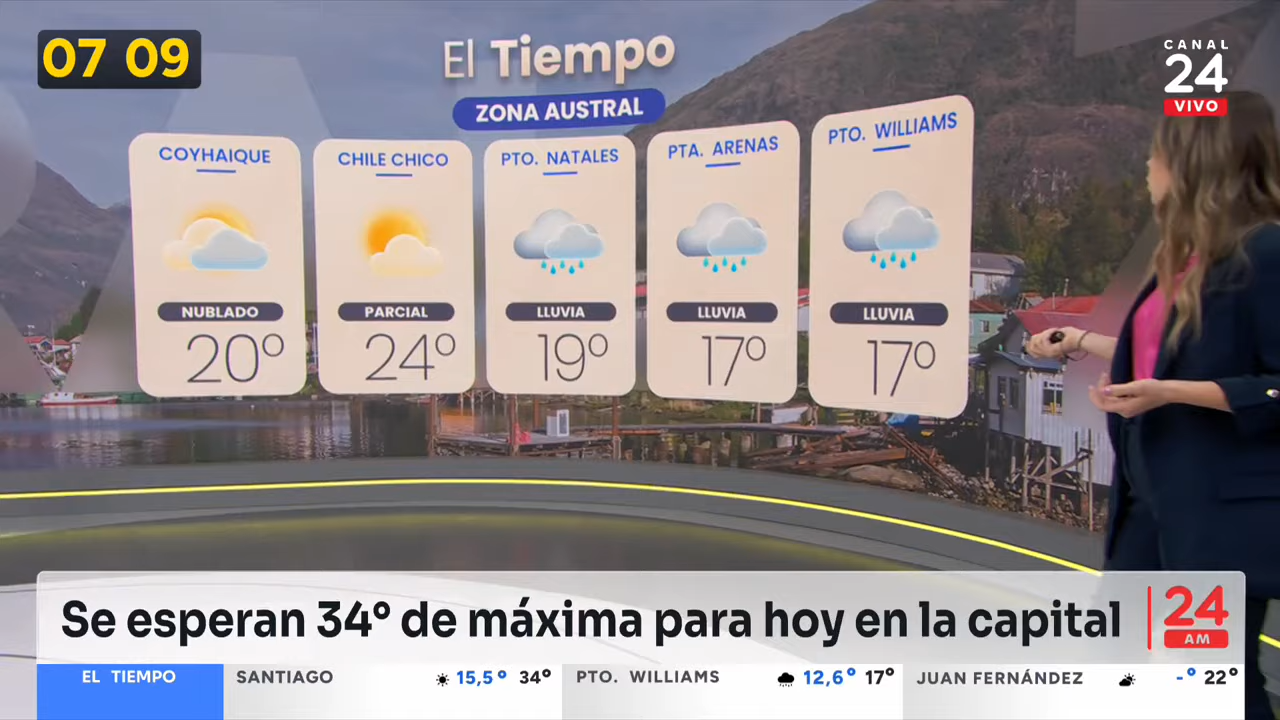 07 09
El Tiempo
ZONA AUSTRAL
CANAL
24
VIVO
COYHAIQUE
NUBLADO
20°
CHILE CHICO
PARCIAL
24°
PTO. NATALES
LLUVIA
19°
PTA. ARENAS
LLUVIA
17°
PTO. WILLIAMS
LLUVIA
17°
Se esperan 34° de máxima para hoy en la capital
24
AM
EL TIEMPO
SANTIAGO 15,5° 34°
PTO. WILLIAMS 12,6° 17°
JUAN FERNÁNDEZ -° 22°